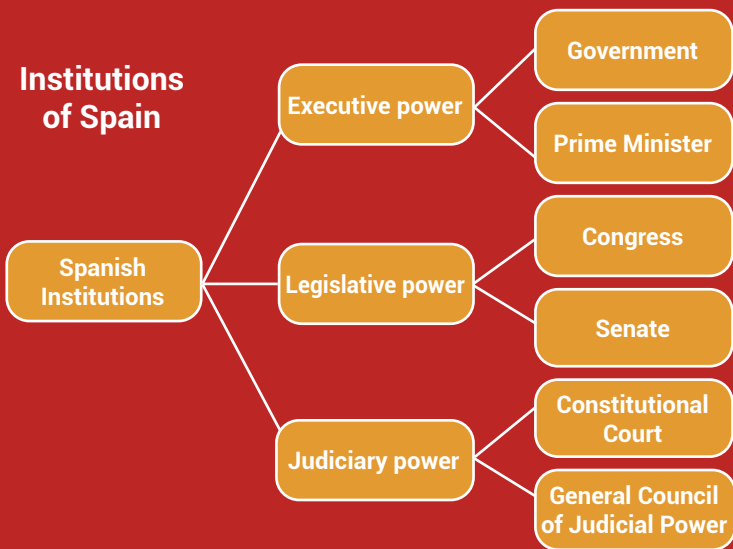 Institutions
of Spain
Spanish
Institutions
Executive power
Government
Prime Minister
Legislative power
Congress
Senate
Judiciary power
Constitutional
Court
General Council
of Judicial Power